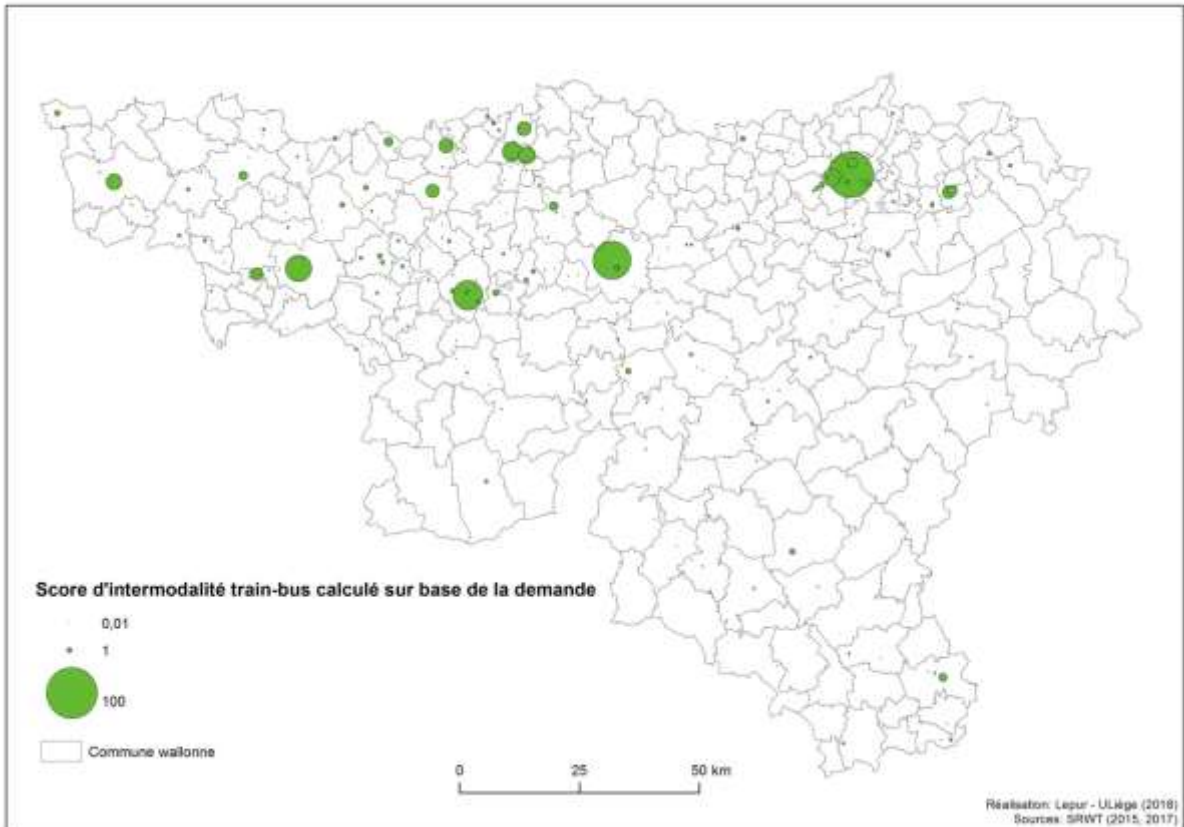 Score d'intermodalité train-bus calculé sur base de la demande
0,01
1
100
Commune wallonne
0 25 50 km
Réalisation: Lepur - ULiège (2018)
Sources: SRWT (2015, 2017)